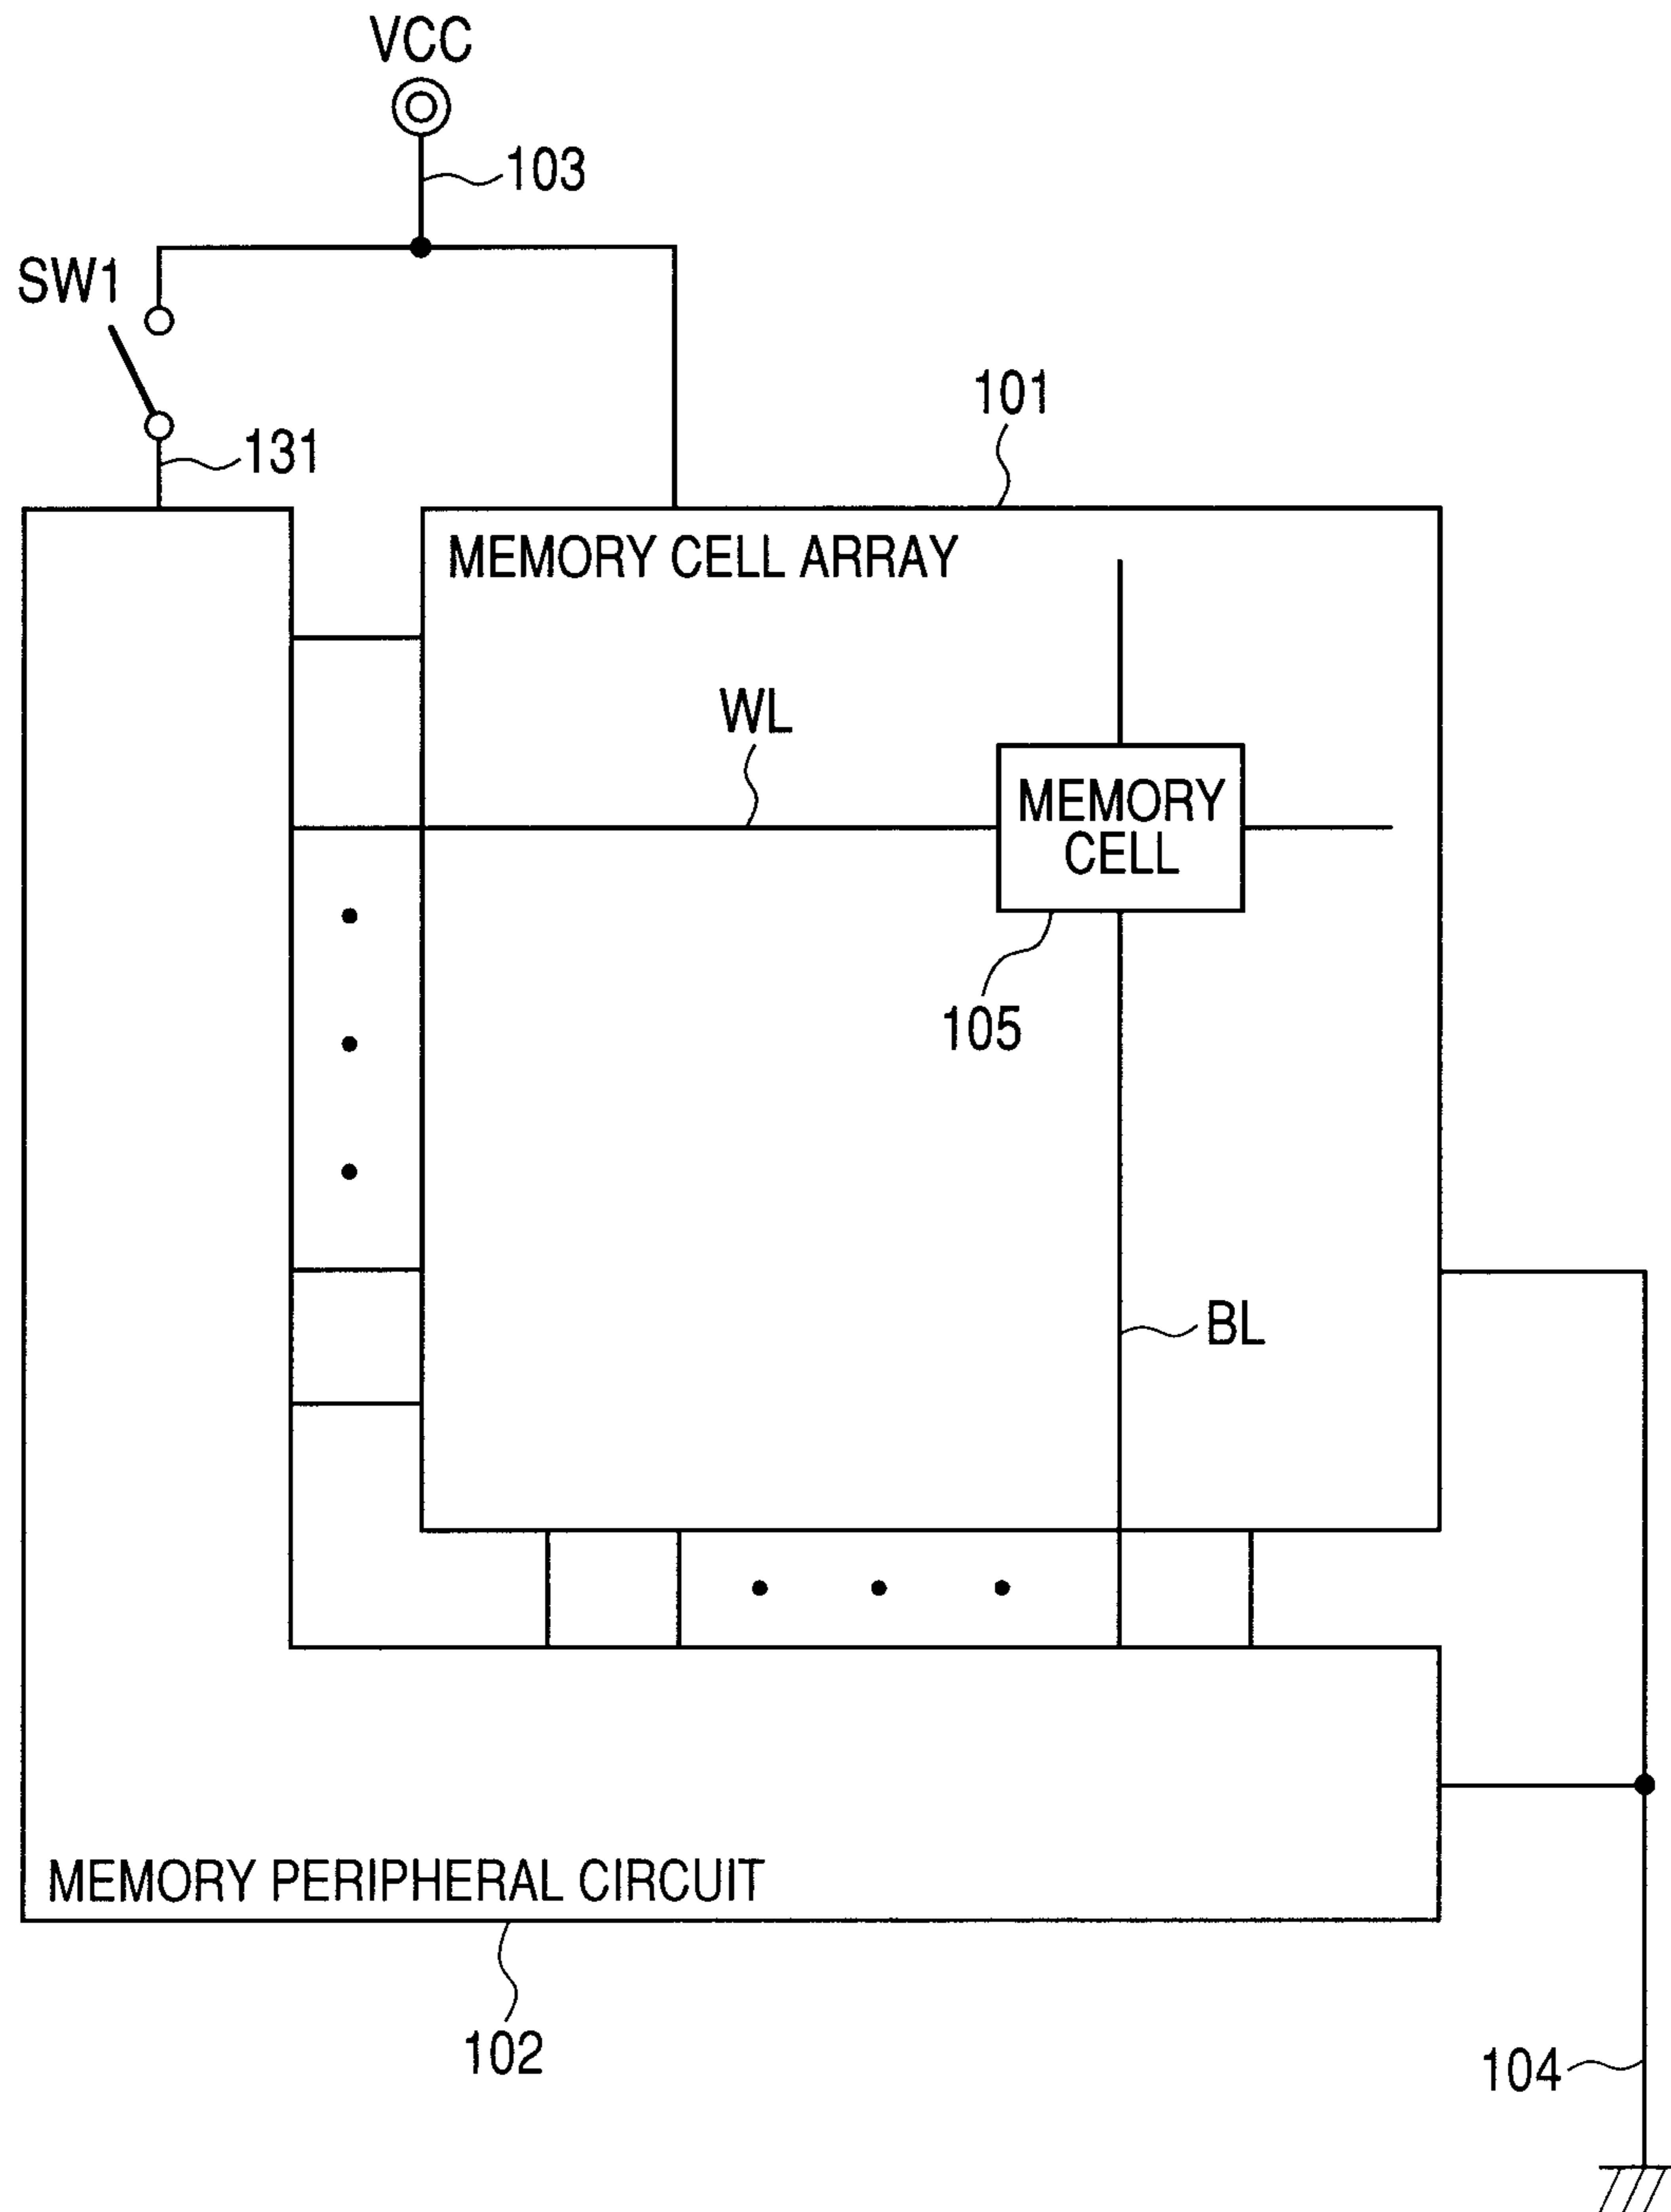 VCC
103
SW1
131
101
MEMORY CELL ARRAY
WL
MEMORY
CELL
105
BL
MEMORY PERIPHERAL CIRCUIT
102
104